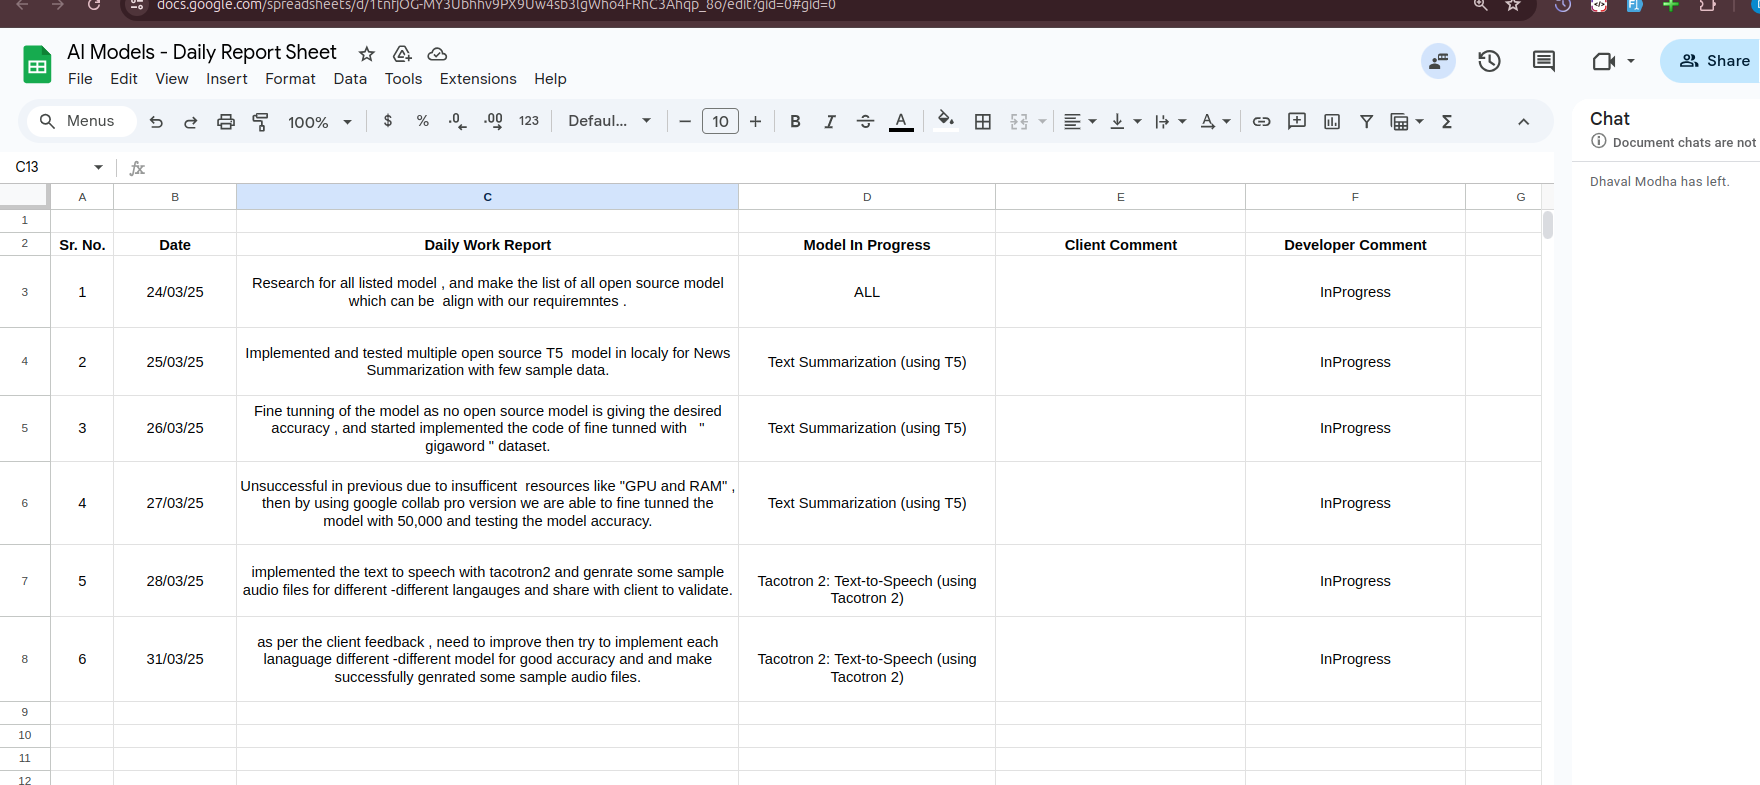 docs.google.com/spreadsheets/d/1tnfjOG-MY3Ubhhv9PX9Uw4sb3lgWho4FRhC3Ahqp_8o/edit?gid=0#gid=0
AI Models - Daily Report Sheet
File Edit View Insert Format Data Tools Extensions Help
Share
Menus 100% $ % .0 .00 123 Defaul... 10 B I A A Σ
Chat
Document chats are not
C13
fx
Dhaval Modha has left.
A B C D E F G
1
2 Sr. No. Date Daily Work Report Model In Progress Client Comment Developer Comment
Research for all listed model , and make the list of all open source model
3 1 24/03/25 ALL InProgress
which can be  align with our requiremntes .
Implemented and tested multiple open source T5  model in localy for News
4 2 25/03/25 Text Summarization (using T5) InProgress
Summarization with few sample data.
Fine tunning of the model as no open source model is giving the desired
5 3 26/03/25 accuracy , and started implemented the code of fine tunned with   " Text Summarization (using T5) InProgress
gigaword " dataset.
Unsuccessful in previous due to insufficent  resources like "GPU and RAM" ,
6 4 27/03/25 then by using google collab pro version we are able to fine tunned the Text Summarization (using T5) InProgress
model with 50,000 and testing the model accuracy.
implemented the text to speech with tacotron2 and genrate some sample
7 5 28/03/25 Tacotron 2: Text-to-Speech (using InProgress
audio files for different -different langauges and share with client to validate.
Tacotron 2)
as per the client feedback , need to improve then try to implement each
8 6 31/03/25 lanaguage different -different model for good accuracy and and make Tacotron 2: Text-to-Speech (using InProgress
successfully genrated some sample audio files. Tacotron 2)
9
10
11
12